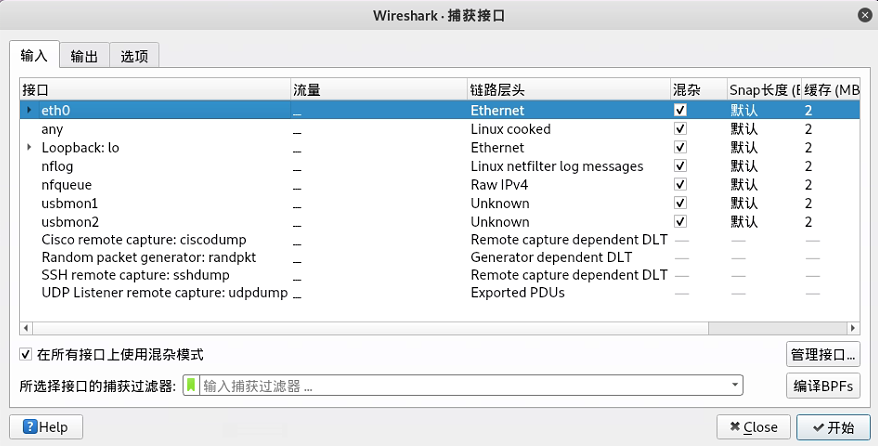 Wireshark · 捕获接口
输入 输出 选项
接口 流量 链路层头 混杂 Snap长度 (E 缓存 (MB
eth0 Ethernet 默认 2
any Linux cooked 默认 2
Loopback: lo Ethernet 默认 2
nflog Linux netfilter log messages 默认 2
nfqueue Raw IPv4 默认 2
usbmon1 Unknown 默认 2
usbmon2 Unknown 默认 2
Cisco remote capture: ciscodump Remote capture dependent DLT — — —
Random packet generator: randpkt Generator dependent DLT — — —
SSH remote capture: sshdump Remote capture dependent DLT — — —
UDP Listener remote capture: udpdump Exported PDUs — — —
在所有接口上使用混杂模式 管理接口...
所选择接口的捕获过滤器: 输入捕获过滤器 ... 编译BPFs
Help Close 开始